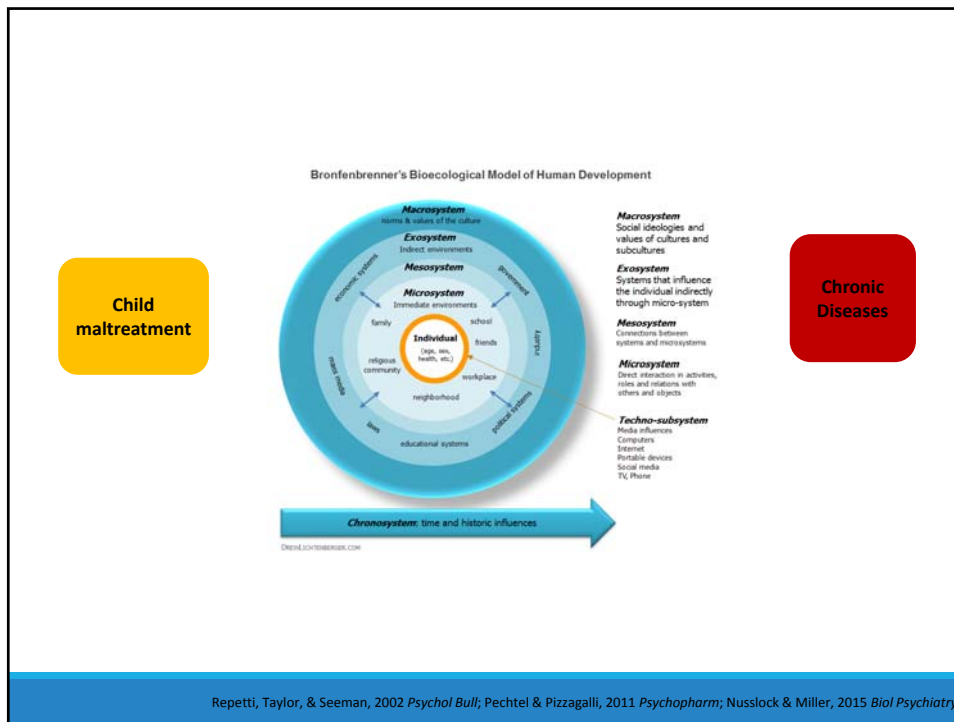 Bronfenbrenner's Bioecological Model of Human Development
Child
maltreatment
Macrosystem
norms & values of the culture
Exosystem
Indirect environments
Mesosystem
Microsystem
Immediate environments
economic systems
government
family
school
Individual
(age, sex,
health, etc.)
friends
industry
mass media
religious
community
workplace
neighborhood
laws
political systems
educational systems
Macrosystem
Social ideologies and
values of cultures and
subcultures
Exosystem
Systems that influence
the individual indirectly
through micro-system
Mesosystem
Connections between
systems and microsystems
Microsystem
Direct interaction in activities,
roles and relations with
others and objects
Techno-subsystem
Media influences
Computers
Internet
Portable devices
Social media
TV, Phone
Chronic
Diseases
Chronosystem: time and historic influences
DREWLICHTENBERGER.COM
Repetti, Taylor, & Seeman, 2002 Psychol Bull; Pechtel & Pizzagalli, 2011 Psychopharm; Nusslock & Miller, 2015 Biol Psychiatry